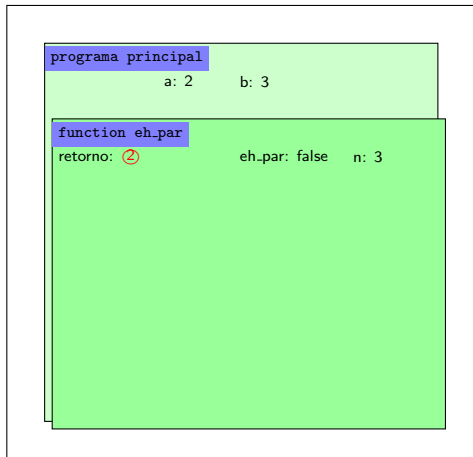 programa principal
a: 2 b: 3
function eh_par
retorno: 2 eh_par: false n: 3